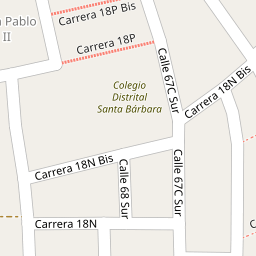 Carrera 18P Bis
Pablo
II
Carrera 18P
Calle 67C Sur
Colegio
Distrital
Santa Bárbara
Carrera 18N Bis
Carrera 18N Bis
Calle 68 Sur
Calle 67C Sur
Carrera 18N